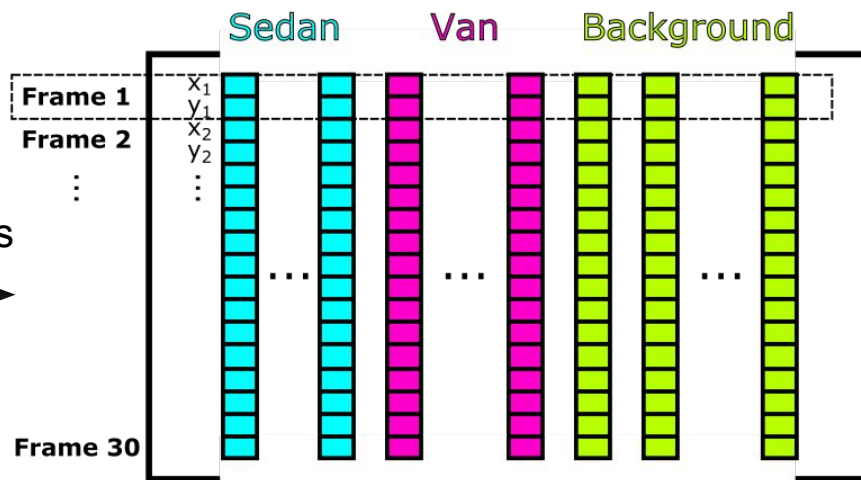 Sedan Van Background
Frame 1
x₁
y₁
Frame 2
x₂
y₂
⋮ ⋮
s
... ... ...
Frame 30